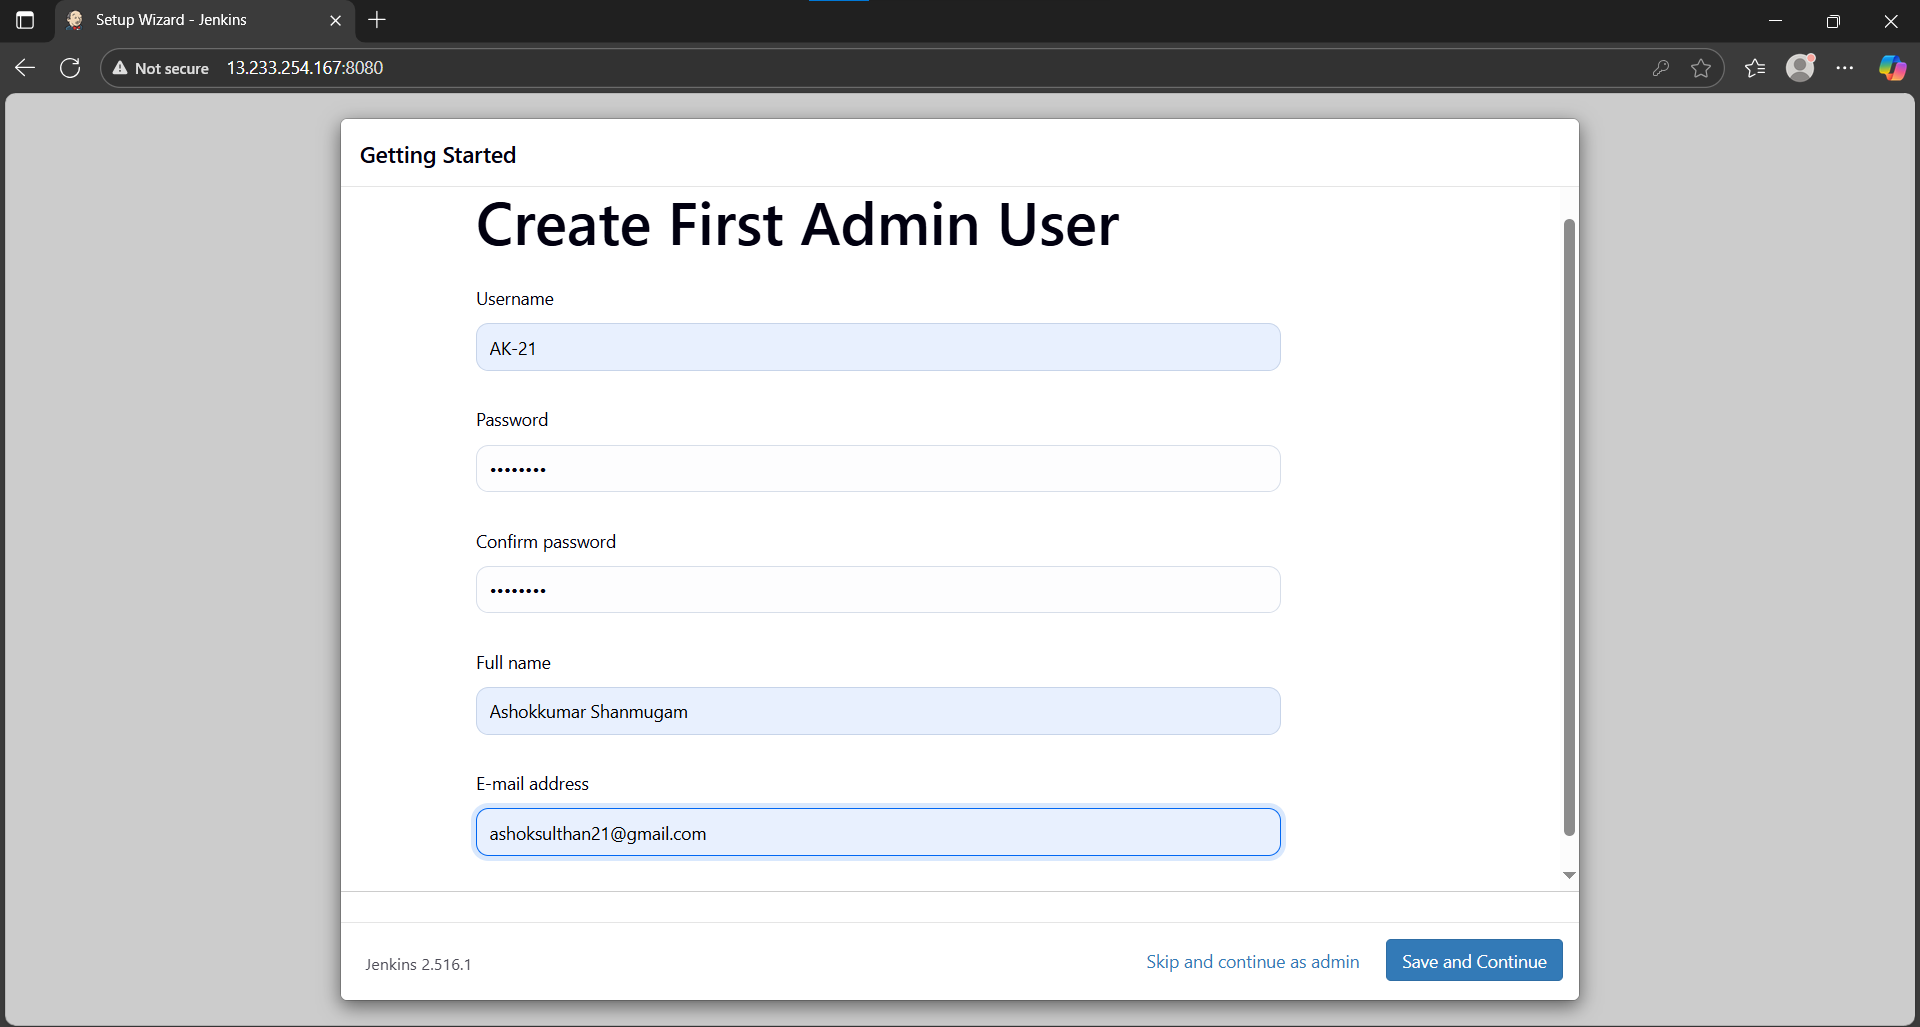 Setup Wizard - Jenkins
Not secure 13.233.254.167:8080
Getting Started
Create First Admin User
Username
AK-21
Password
••••••••
Confirm password
••••••••
Full name
Ashokkumar Shanmugam
E-mail address
ashoksulthan21@gmail.com
Jenkins 2.516.1
Skip and continue as admin
Save and Continue